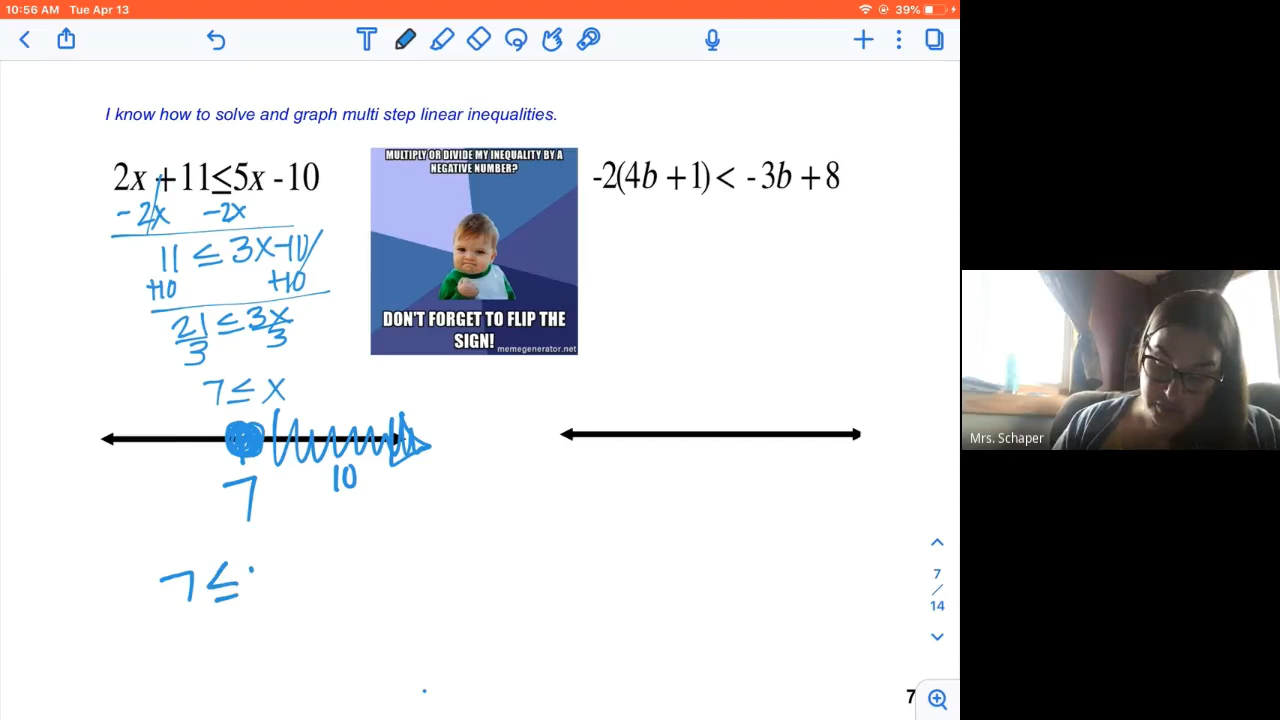 10:56 AM Tue Apr 13
39%
I know how to solve and graph multi step linear inequalities.
2x + 11 ≤ 5x - 10
- 2x - 2x
11 ≤ 3x - 10
+10 +10
21 ≤ 3x
3 3
7 ≤ x
10
7
7 ≤
MULTIPLY OR DIVIDE MY INEQUALITY BY A
NEGATIVE NUMBER?
DON'T FORGET TO FLIP THE
SIGN!
memegenerator.net
-2(4b + 1) < - 3b + 8
Mrs. Schaper
7
/
14
7